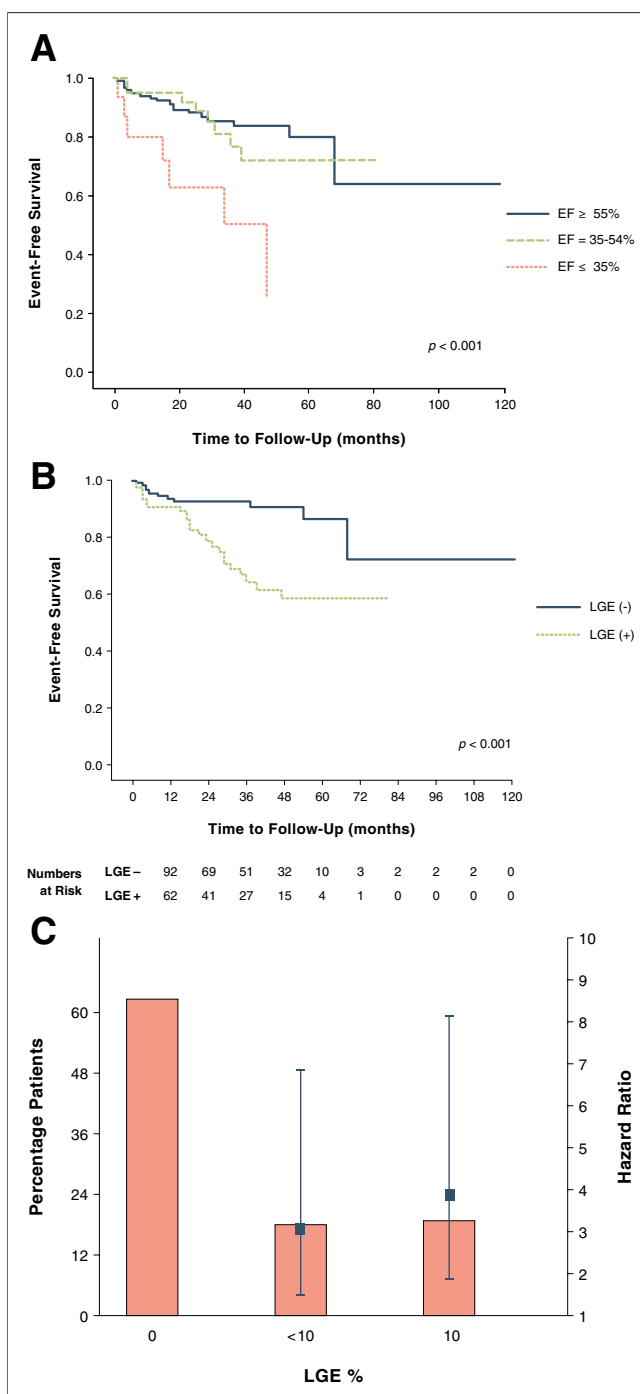 A
Event-Free Survival
1.0
0.8
0.6
0.4
0.2
0.0
EF ≥ 55%
EF = 35-54%
EF ≤ 35%
p < 0.001
0 20 40 60 80 100 120
Time to Follow-Up (months)
B
Event-Free Survival
1.0
0.8
0.6
0.4
0.2
0.0
LGE (-)
LGE (+)
p < 0.001
0 12 24 36 48 60 72 84 96 108 120
Time to Follow-Up (months)
Numbers
at Risk
LGE – 92 69 51 32 10 3 2 2 2 0
LGE + 62 41 27 15 4 1 0 0 0 0
C
Percentage Patients
60
48
36
24
12
0
10
9
8
7
6
5
4
3
2
1
Hazard Ratio
0 <10 10
LGE %